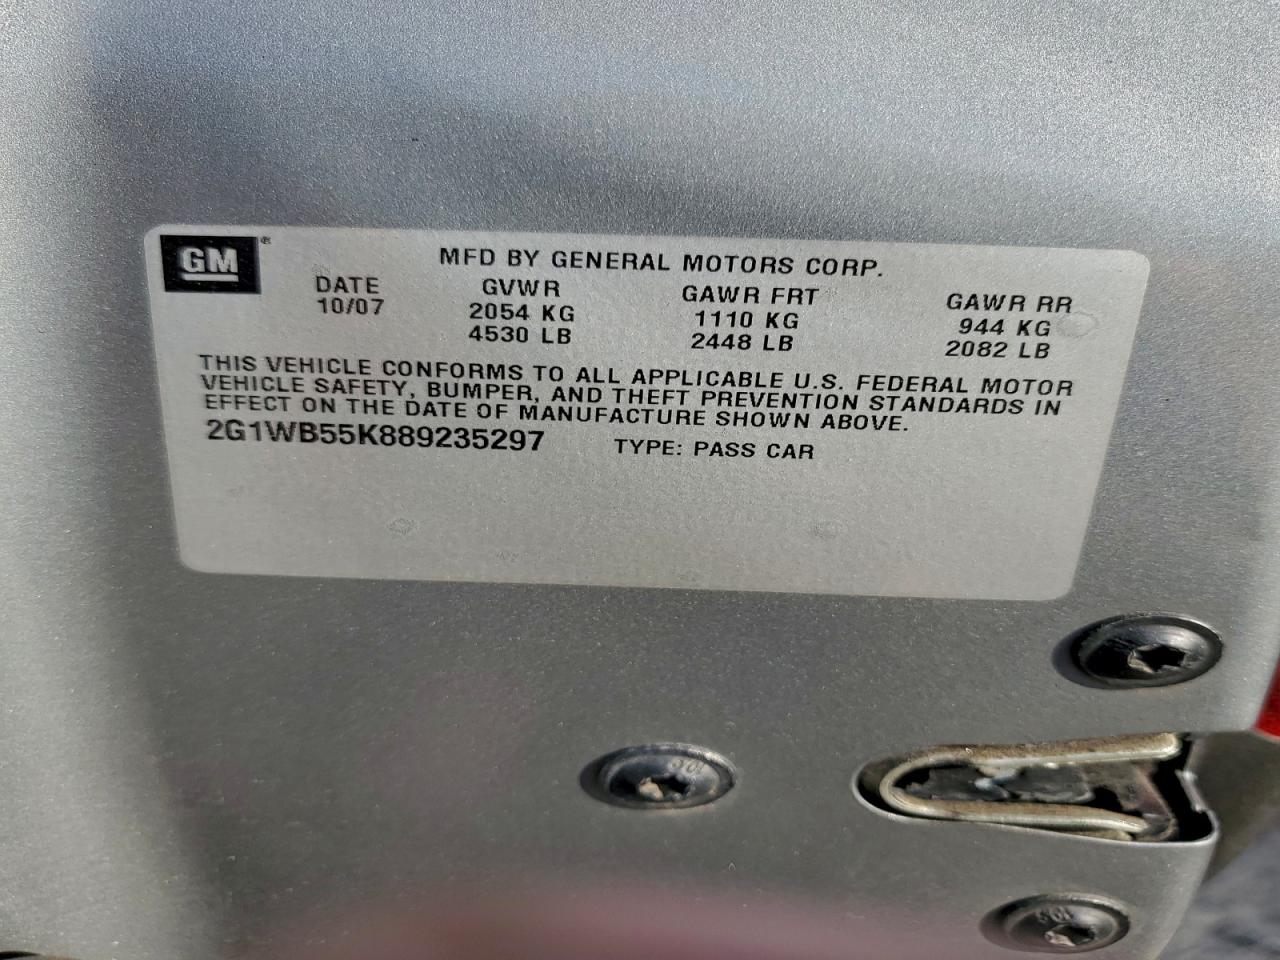 GM®
MFD BY GENERAL MOTORS CORP.
DATE GVWR GAWR FRT GAWR RR
10/07 2054 KG 1110 KG 944 KG
4530 LB 2448 LB 2082 LB
THIS VEHICLE CONFORMS TO ALL APPLICABLE U.S. FEDERAL MOTOR
VEHICLE SAFETY, BUMPER, AND THEFT PREVENTION STANDARDS IN
EFFECT ON THE DATE OF MANUFACTURE SHOWN ABOVE.
2G1WB55K889235297 TYPE: PASS CAR